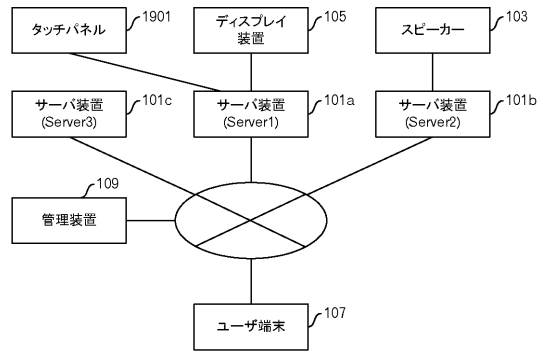 タッチパネル
1901
ディスプレイ
装置
105
スピーカー
103
サーバ装置
(Server3)
101c
サーバ装置
(Server1)
101a
サーバ装置
(Server2)
101b
管理装置
109
ユーザ端末
107